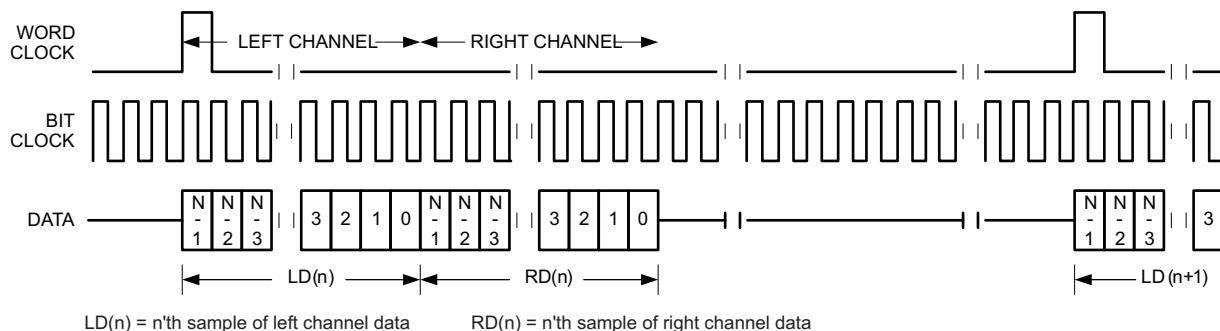 WORD
CLOCK
LEFT CHANNEL
RIGHT CHANNEL
BIT
CLOCK
DATA
N-1 N-2 N-3 3 2 1 0 N-1 N-2 N-3 3 2 1 0 N-1 N-2 N-3 3
LD(n) RD(n) LD(n+1)
LD(n) = n'th sample of left channel data RD(n) = n'th sample of right channel data